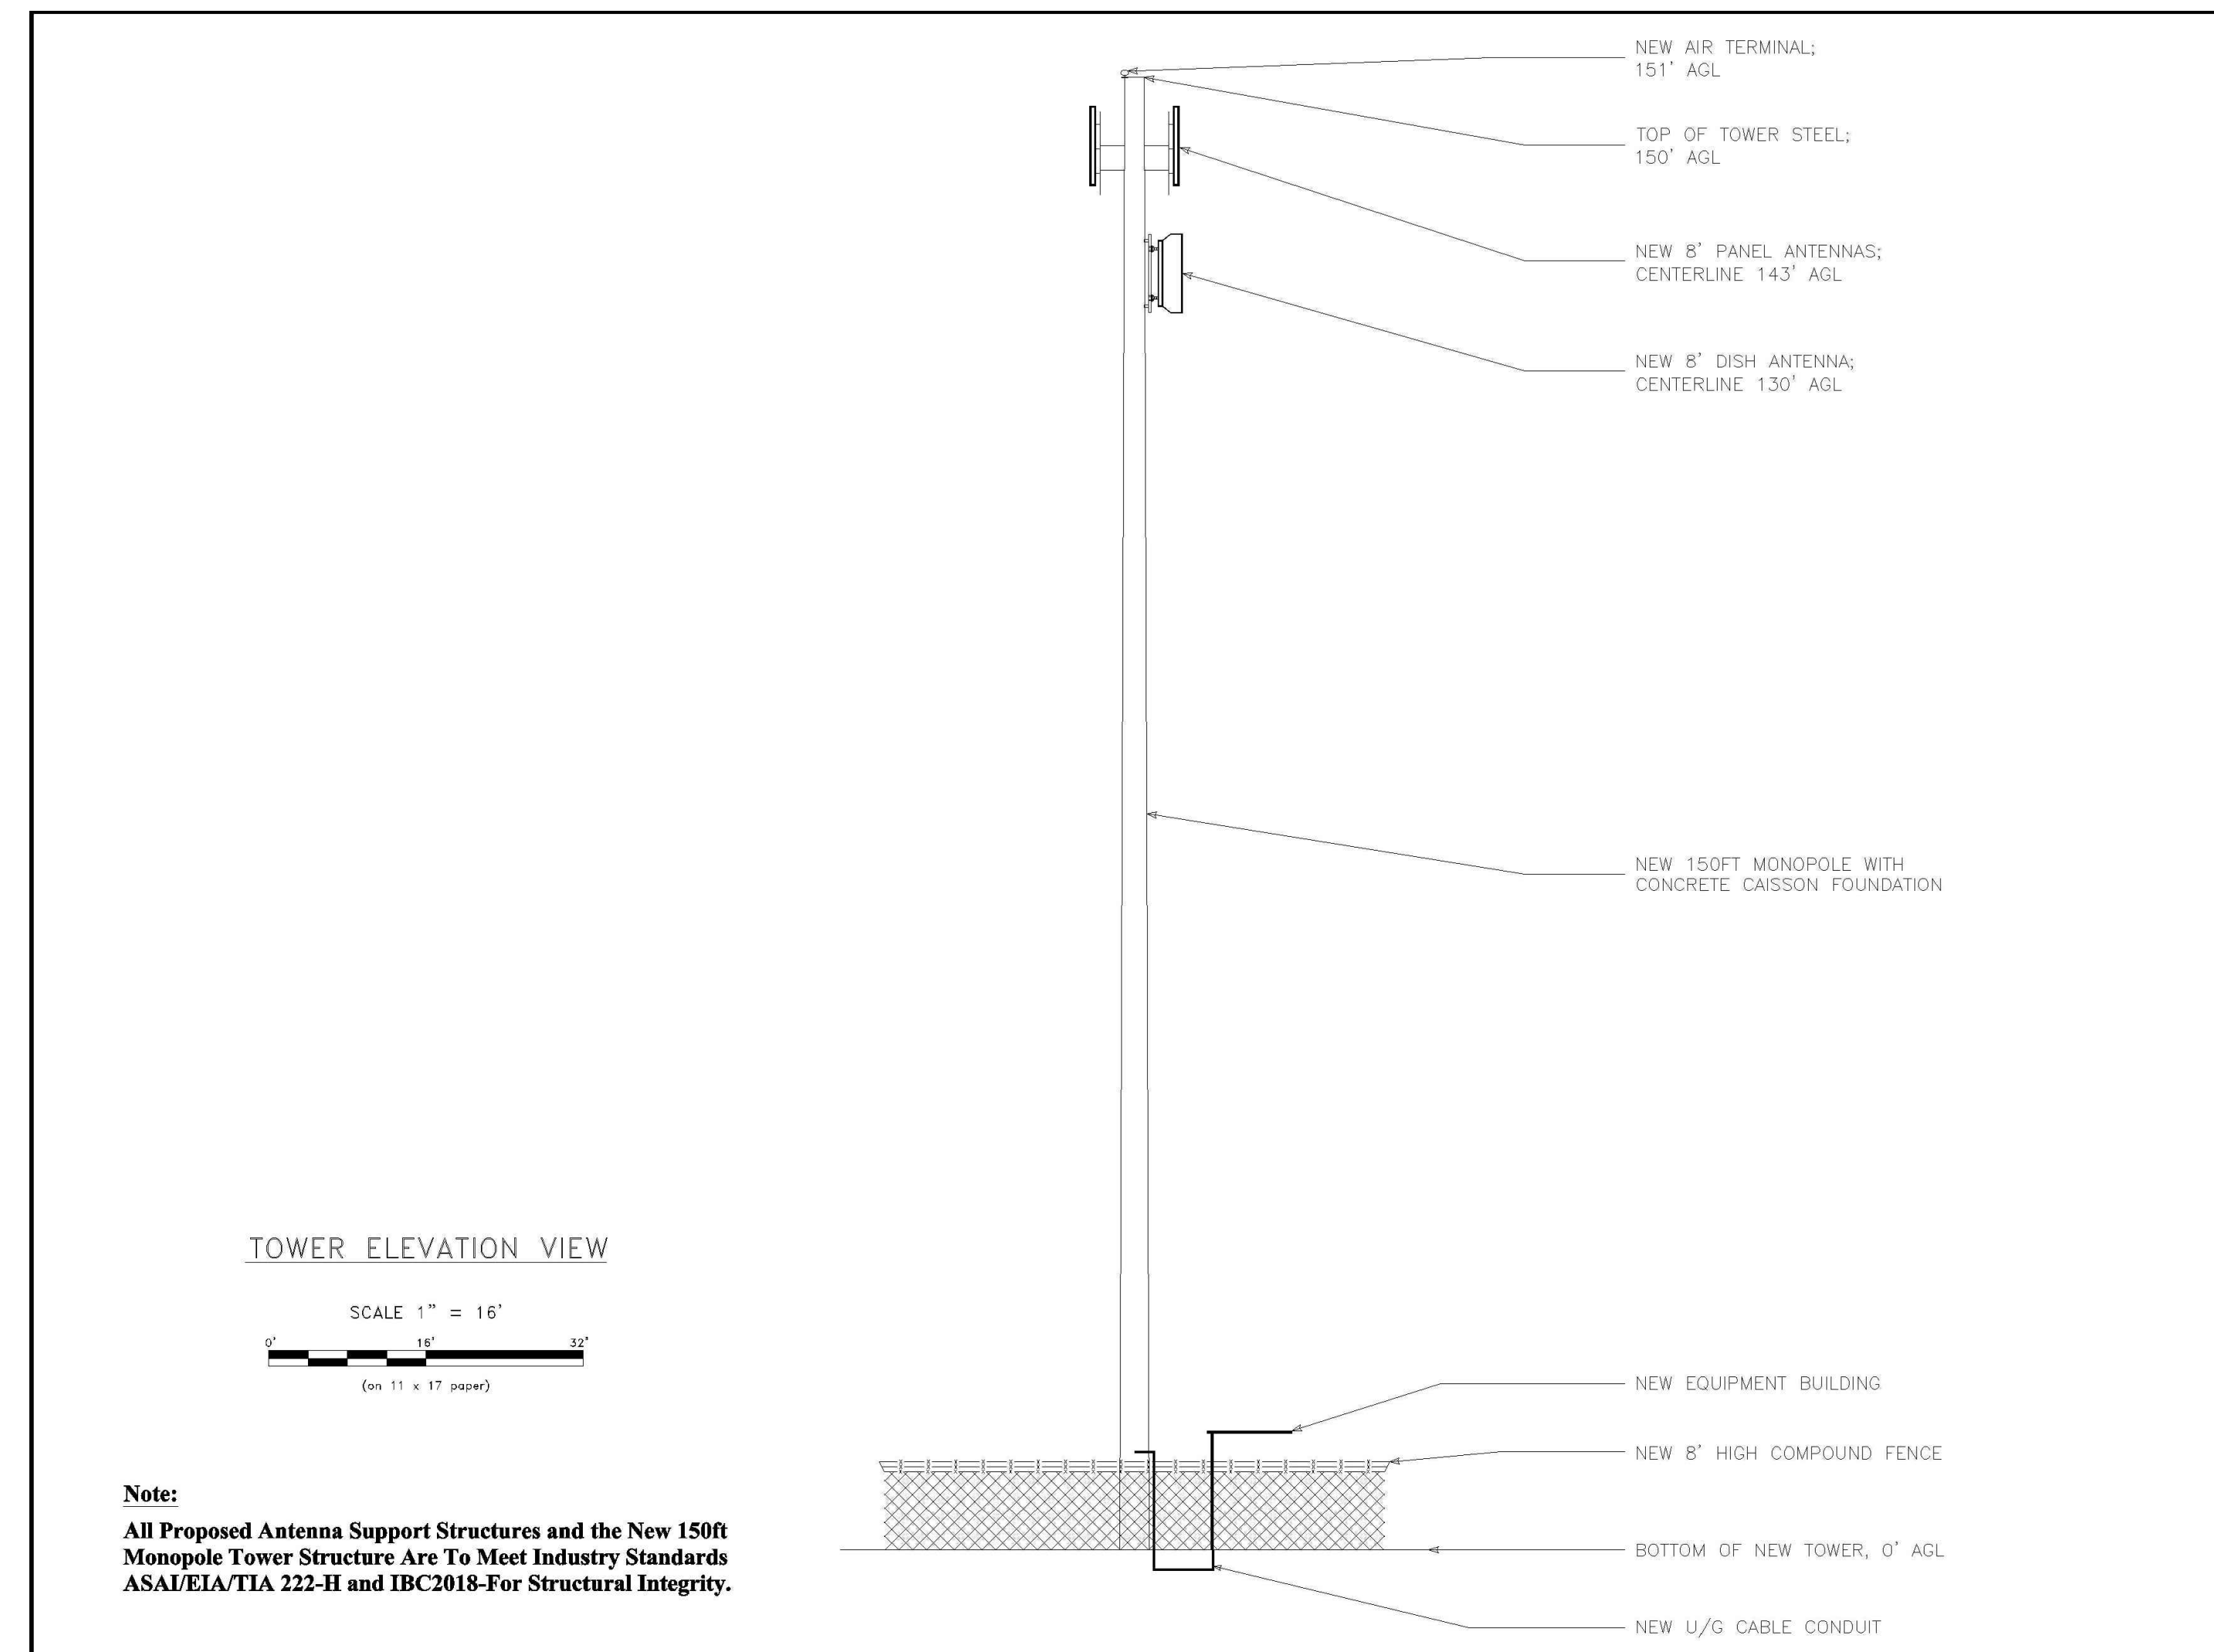 NEW AIR TERMINAL;
151' AGL
TOP OF TOWER STEEL;
150' AGL
NEW 8' PANEL ANTENNAS;
CENTERLINE 143' AGL
NEW 8' DISH ANTENNA;
CENTERLINE 130' AGL
NEW 150FT MONOPOLE WITH
CONCRETE CAISSON FOUNDATION
TOWER ELEVATION VIEW
SCALE 1" = 16'
0' 16' 32'
(on 11 x 17 paper)
NEW EQUIPMENT BUILDING
NEW 8' HIGH COMPOUND FENCE
BOTTOM OF NEW TOWER, 0' AGL
NEW U/G CABLE CONDUIT
Note:
All Proposed Antenna Support Structures and the New 150ft
Monopole Tower Structure Are To Meet Industry Standards
ASAI/EIA/TIA 222-H and IBC2018-For Structural Integrity.